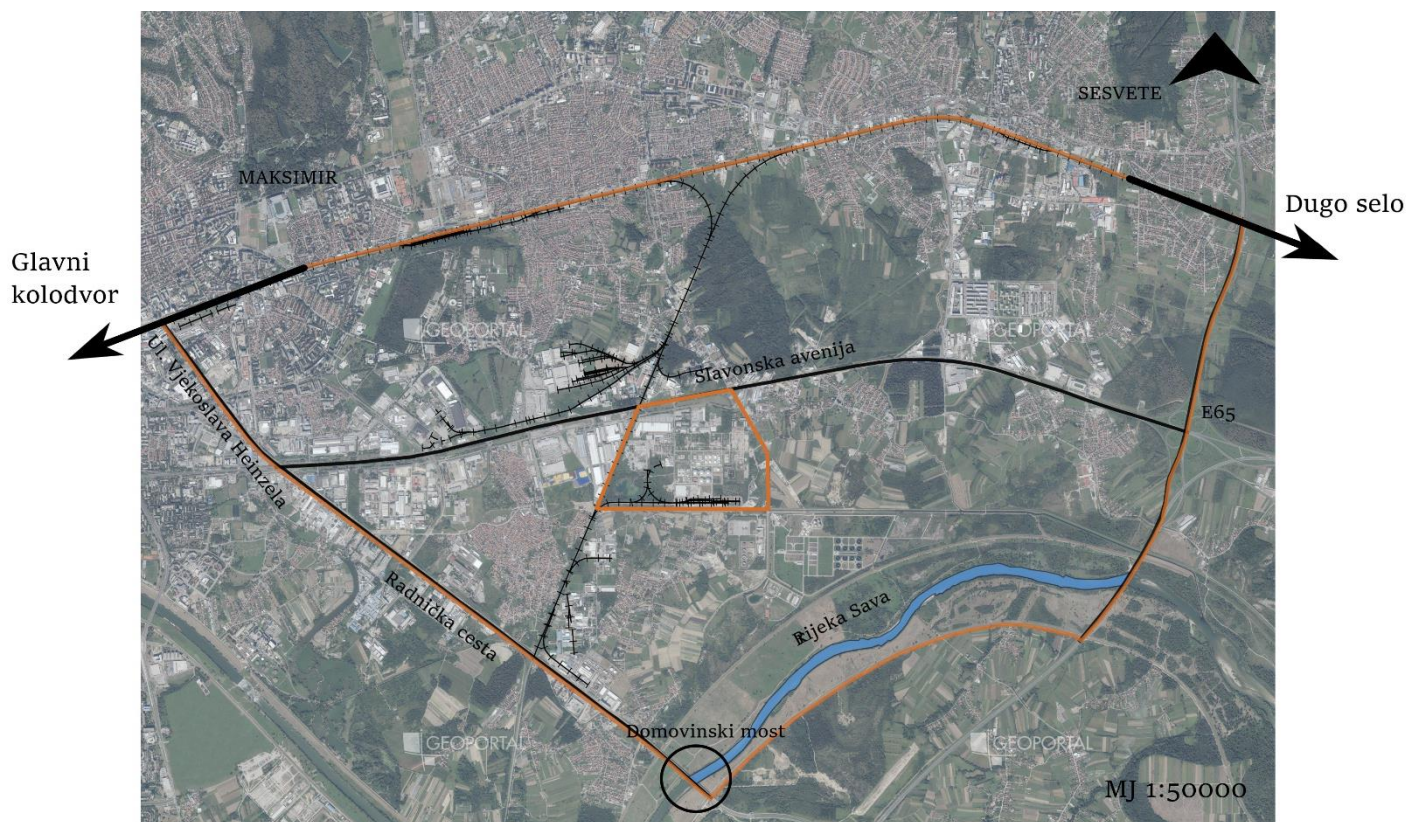 SESVETE
MAKSIMIR
Dugo selo
Glavni
kolodvor
GEOPORTAL
GEOPORTAL
Ul. Vjekoslava Heinzela
Slavonska avenija
E65
Radnička cesta
Rijeka Sava
Domovinski most
GEOPORTAL
GEOPORTAL
MJ 1:50000